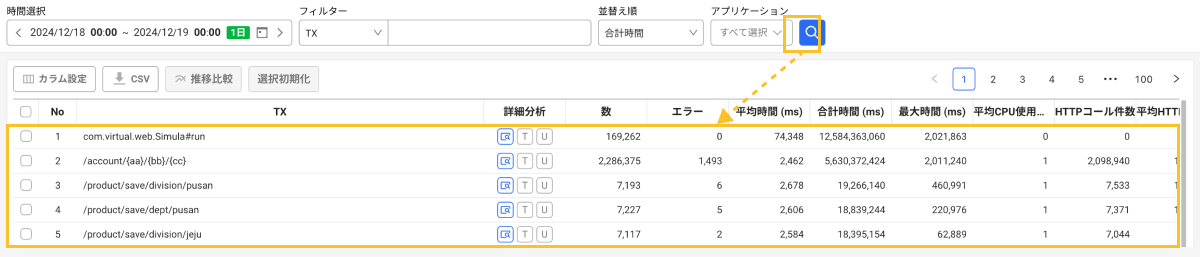 時間選択 フィルター 並替え順 アプリケーション
2024/12/18 00:00 ~ 2024/12/19 00:00 1日 TX 合計時間 すべて選択
カラム設定 CSV 推移比較 選択初期化 1 2 3 4 5 ••• 100
No TX 詳細分析 数 エラー 平均時間 (ms) 合計時間 (ms) 最大時間 (ms) 平均CPU使用... HTTPコール件数 平均HTTP
1 com.virtual.web.Simula#run T U 169,262 0 74,348 12,584,363,060 2,021,863 0 0
2 /account/{aa}/{bb}/{cc} T U 2,286,375 1,493 2,462 5,630,372,424 2,011,240 1 2,098,940 1
3 /product/save/division/pusan T U 7,193 6 2,678 19,266,140 460,991 1 7,533 1
4 /product/save/dept/pusan T U 7,227 5 2,606 18,839,244 220,976 1 7,371 1
5 /product/save/division/jeju T U 7,117 2 2,584 18,395,154 62,889 1 7,044